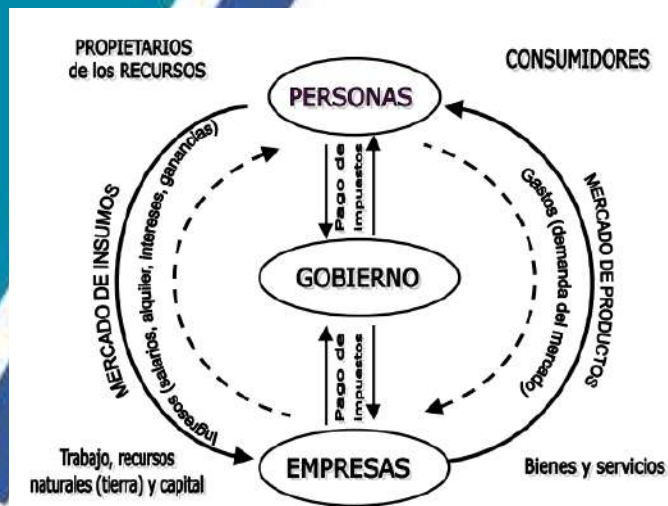 PROPIETARIOS
de los RECURSOS
CONSUMIDORES
PERSONAS
MERCADO DE INSUMOS
Ingresos (salarios, alquiler, intereses, ganancias)
Pago de
impuestos
Gastos (demanda del mercado)
MERCADO DE PRODUCTOS
GOBIERNO
Pago de
impuestos
Trabajo, recursos
naturales (tierra) y capital
EMPRESAS
Bienes y servicios